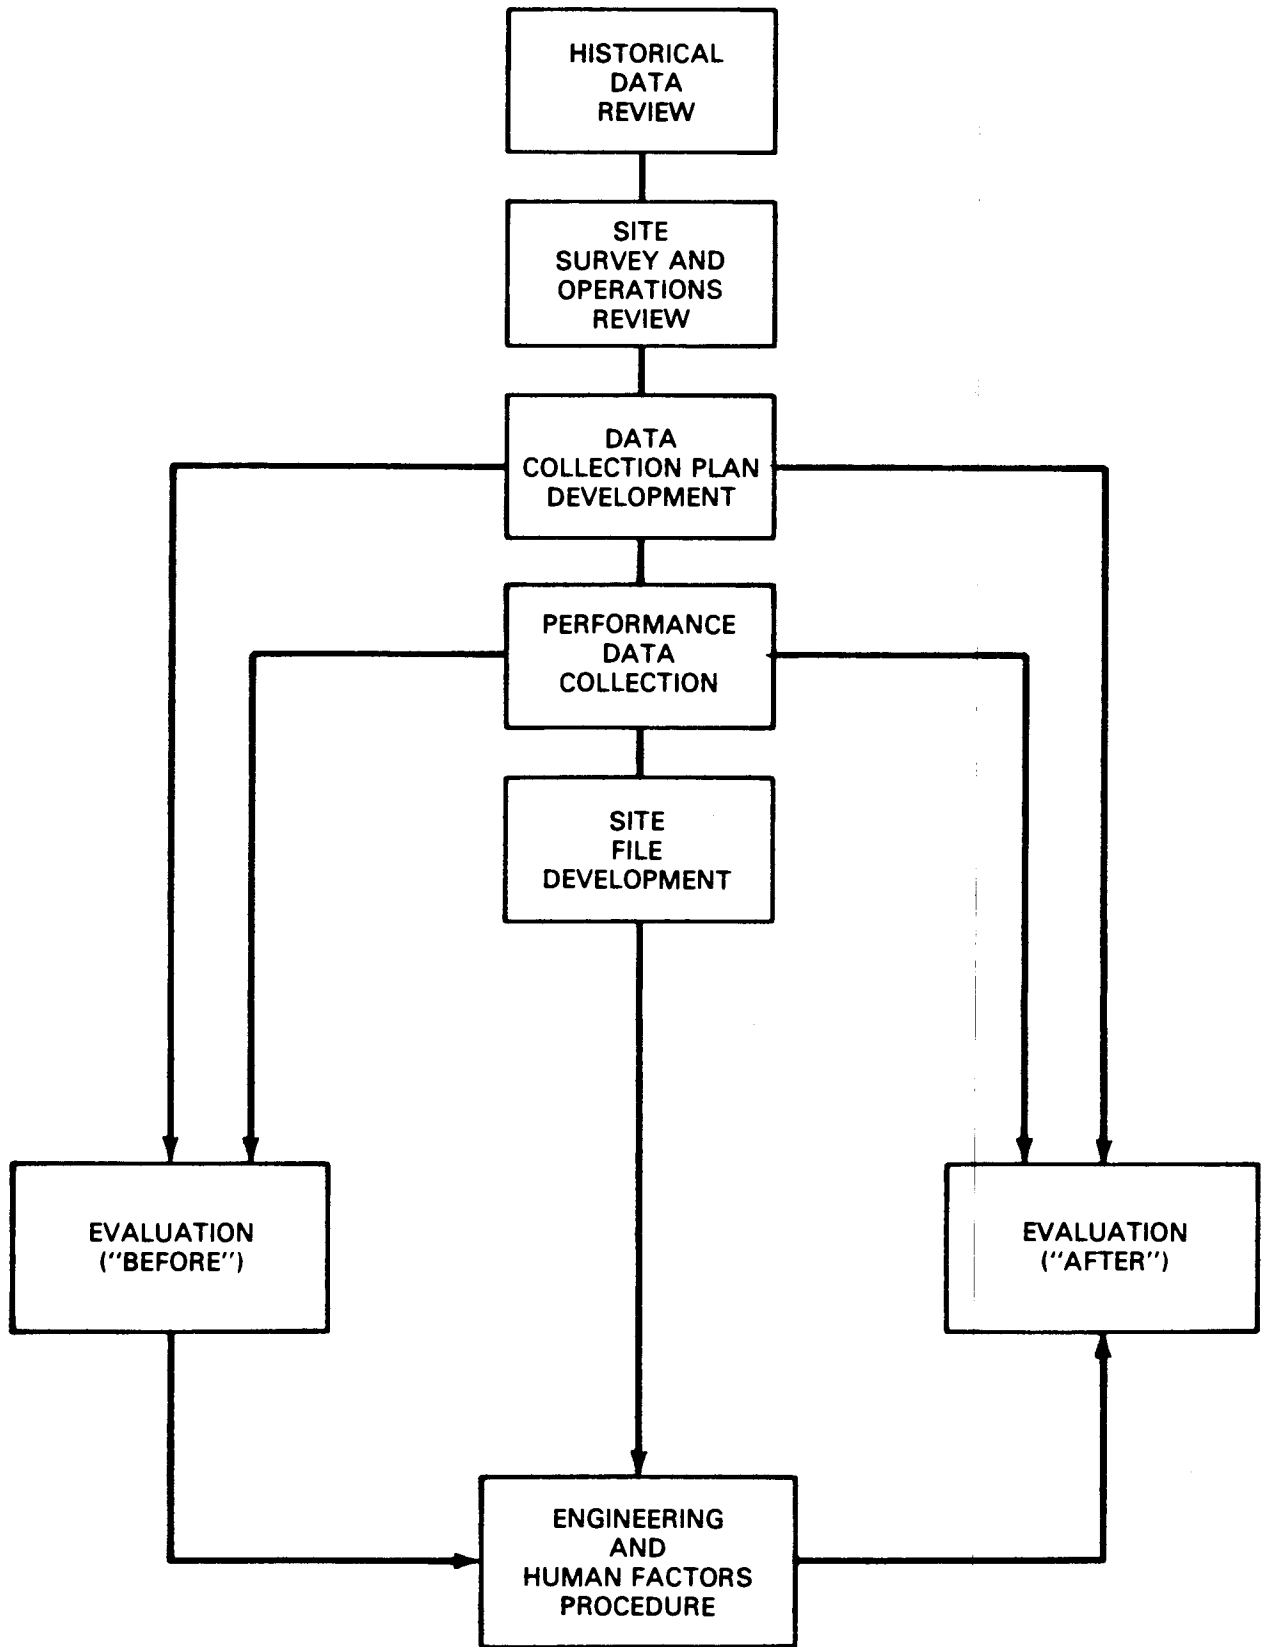 HISTORICAL
DATA
REVIEW
SITE
SURVEY AND
OPERATIONS
REVIEW
DATA
COLLECTION PLAN
DEVELOPMENT
PERFORMANCE
DATA
COLLECTION
SITE
FILE
DEVELOPMENT
EVALUATION
(“BEFORE”)
EVALUATION
(“AFTER”)
ENGINEERING
AND
HUMAN FACTORS
PROCEDURE